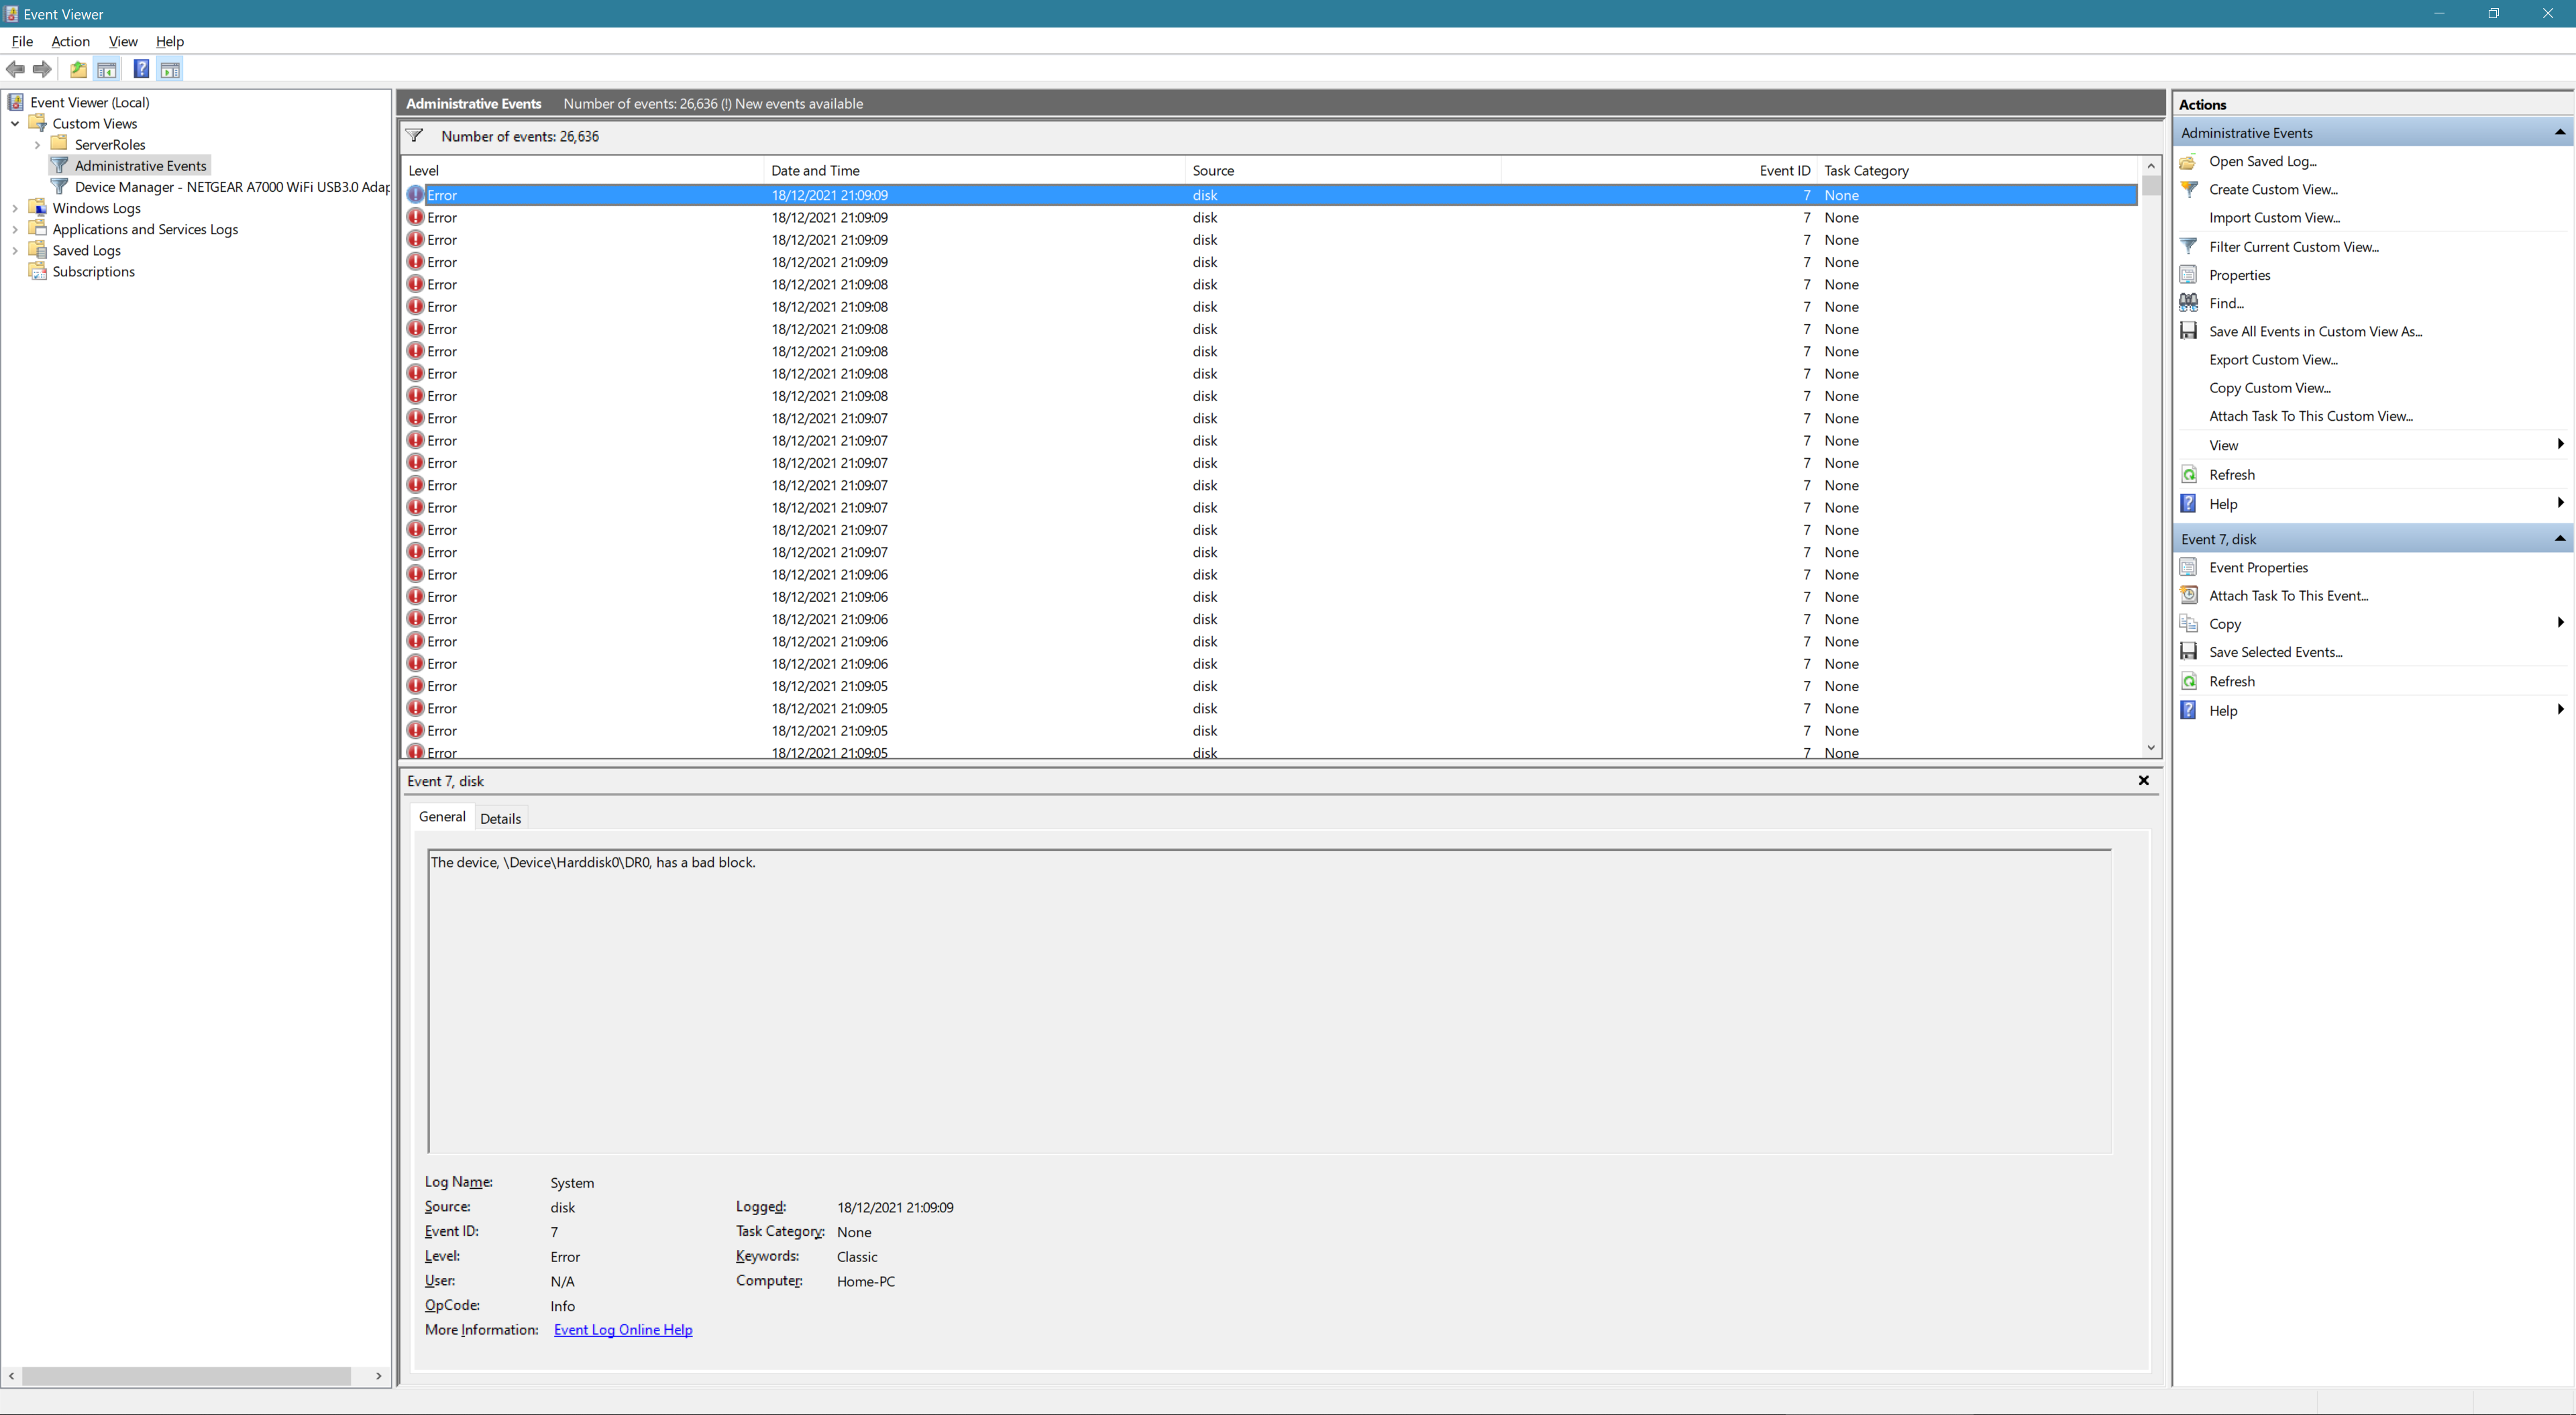 Event Viewer
File Action View Help
Event Viewer (Local)
Custom Views
ServerRoles
Administrative Events
Device Manager - NETGEAR A7000 WiFi USB3.0 Adap
Windows Logs
Applications and Services Logs
Saved Logs
Subscriptions
Administrative Events Number of events: 26,636 (!) New events available
Number of events: 26,636
Level Date and Time Source Event ID Task Category
Error 18/12/2021 21:09:09 disk 7 None
Error 18/12/2021 21:09:09 disk 7 None
Error 18/12/2021 21:09:09 disk 7 None
Error 18/12/2021 21:09:09 disk 7 None
Error 18/12/2021 21:09:08 disk 7 None
Error 18/12/2021 21:09:08 disk 7 None
Error 18/12/2021 21:09:08 disk 7 None
Error 18/12/2021 21:09:08 disk 7 None
Error 18/12/2021 21:09:08 disk 7 None
Error 18/12/2021 21:09:08 disk 7 None
Error 18/12/2021 21:09:07 disk 7 None
Error 18/12/2021 21:09:07 disk 7 None
Error 18/12/2021 21:09:07 disk 7 None
Error 18/12/2021 21:09:07 disk 7 None
Error 18/12/2021 21:09:07 disk 7 None
Error 18/12/2021 21:09:07 disk 7 None
Error 18/12/2021 21:09:07 disk 7 None
Error 18/12/2021 21:09:06 disk 7 None
Error 18/12/2021 21:09:06 disk 7 None
Error 18/12/2021 21:09:06 disk 7 None
Error 18/12/2021 21:09:06 disk 7 None
Error 18/12/2021 21:09:06 disk 7 None
Error 18/12/2021 21:09:05 disk 7 None
Error 18/12/2021 21:09:05 disk 7 None
Error 18/12/2021 21:09:05 disk 7 None
Error 18/12/2021 21:09:05 disk 7 None
Event 7, disk
General Details
The device, \Device\Harddisk0\DR0, has a bad block.
Log Name: System
Source: disk Logged: 18/12/2021 21:09:09
Event ID: 7 Task Category: None
Level: Error Keywords: Classic
User: N/A Computer: Home-PC
OpCode: Info
More Information: Event Log Online Help
Actions
Administrative Events
Open Saved Log...
Create Custom View...
Import Custom View...
Filter Current Custom View...
Properties
Find...
Save All Events in Custom View As...
Export Custom View...
Copy Custom View...
Attach Task To This Custom View...
View
Refresh
Help
Event 7, disk
Event Properties
Attach Task To This Event...
Copy
Save Selected Events...
Refresh
Help